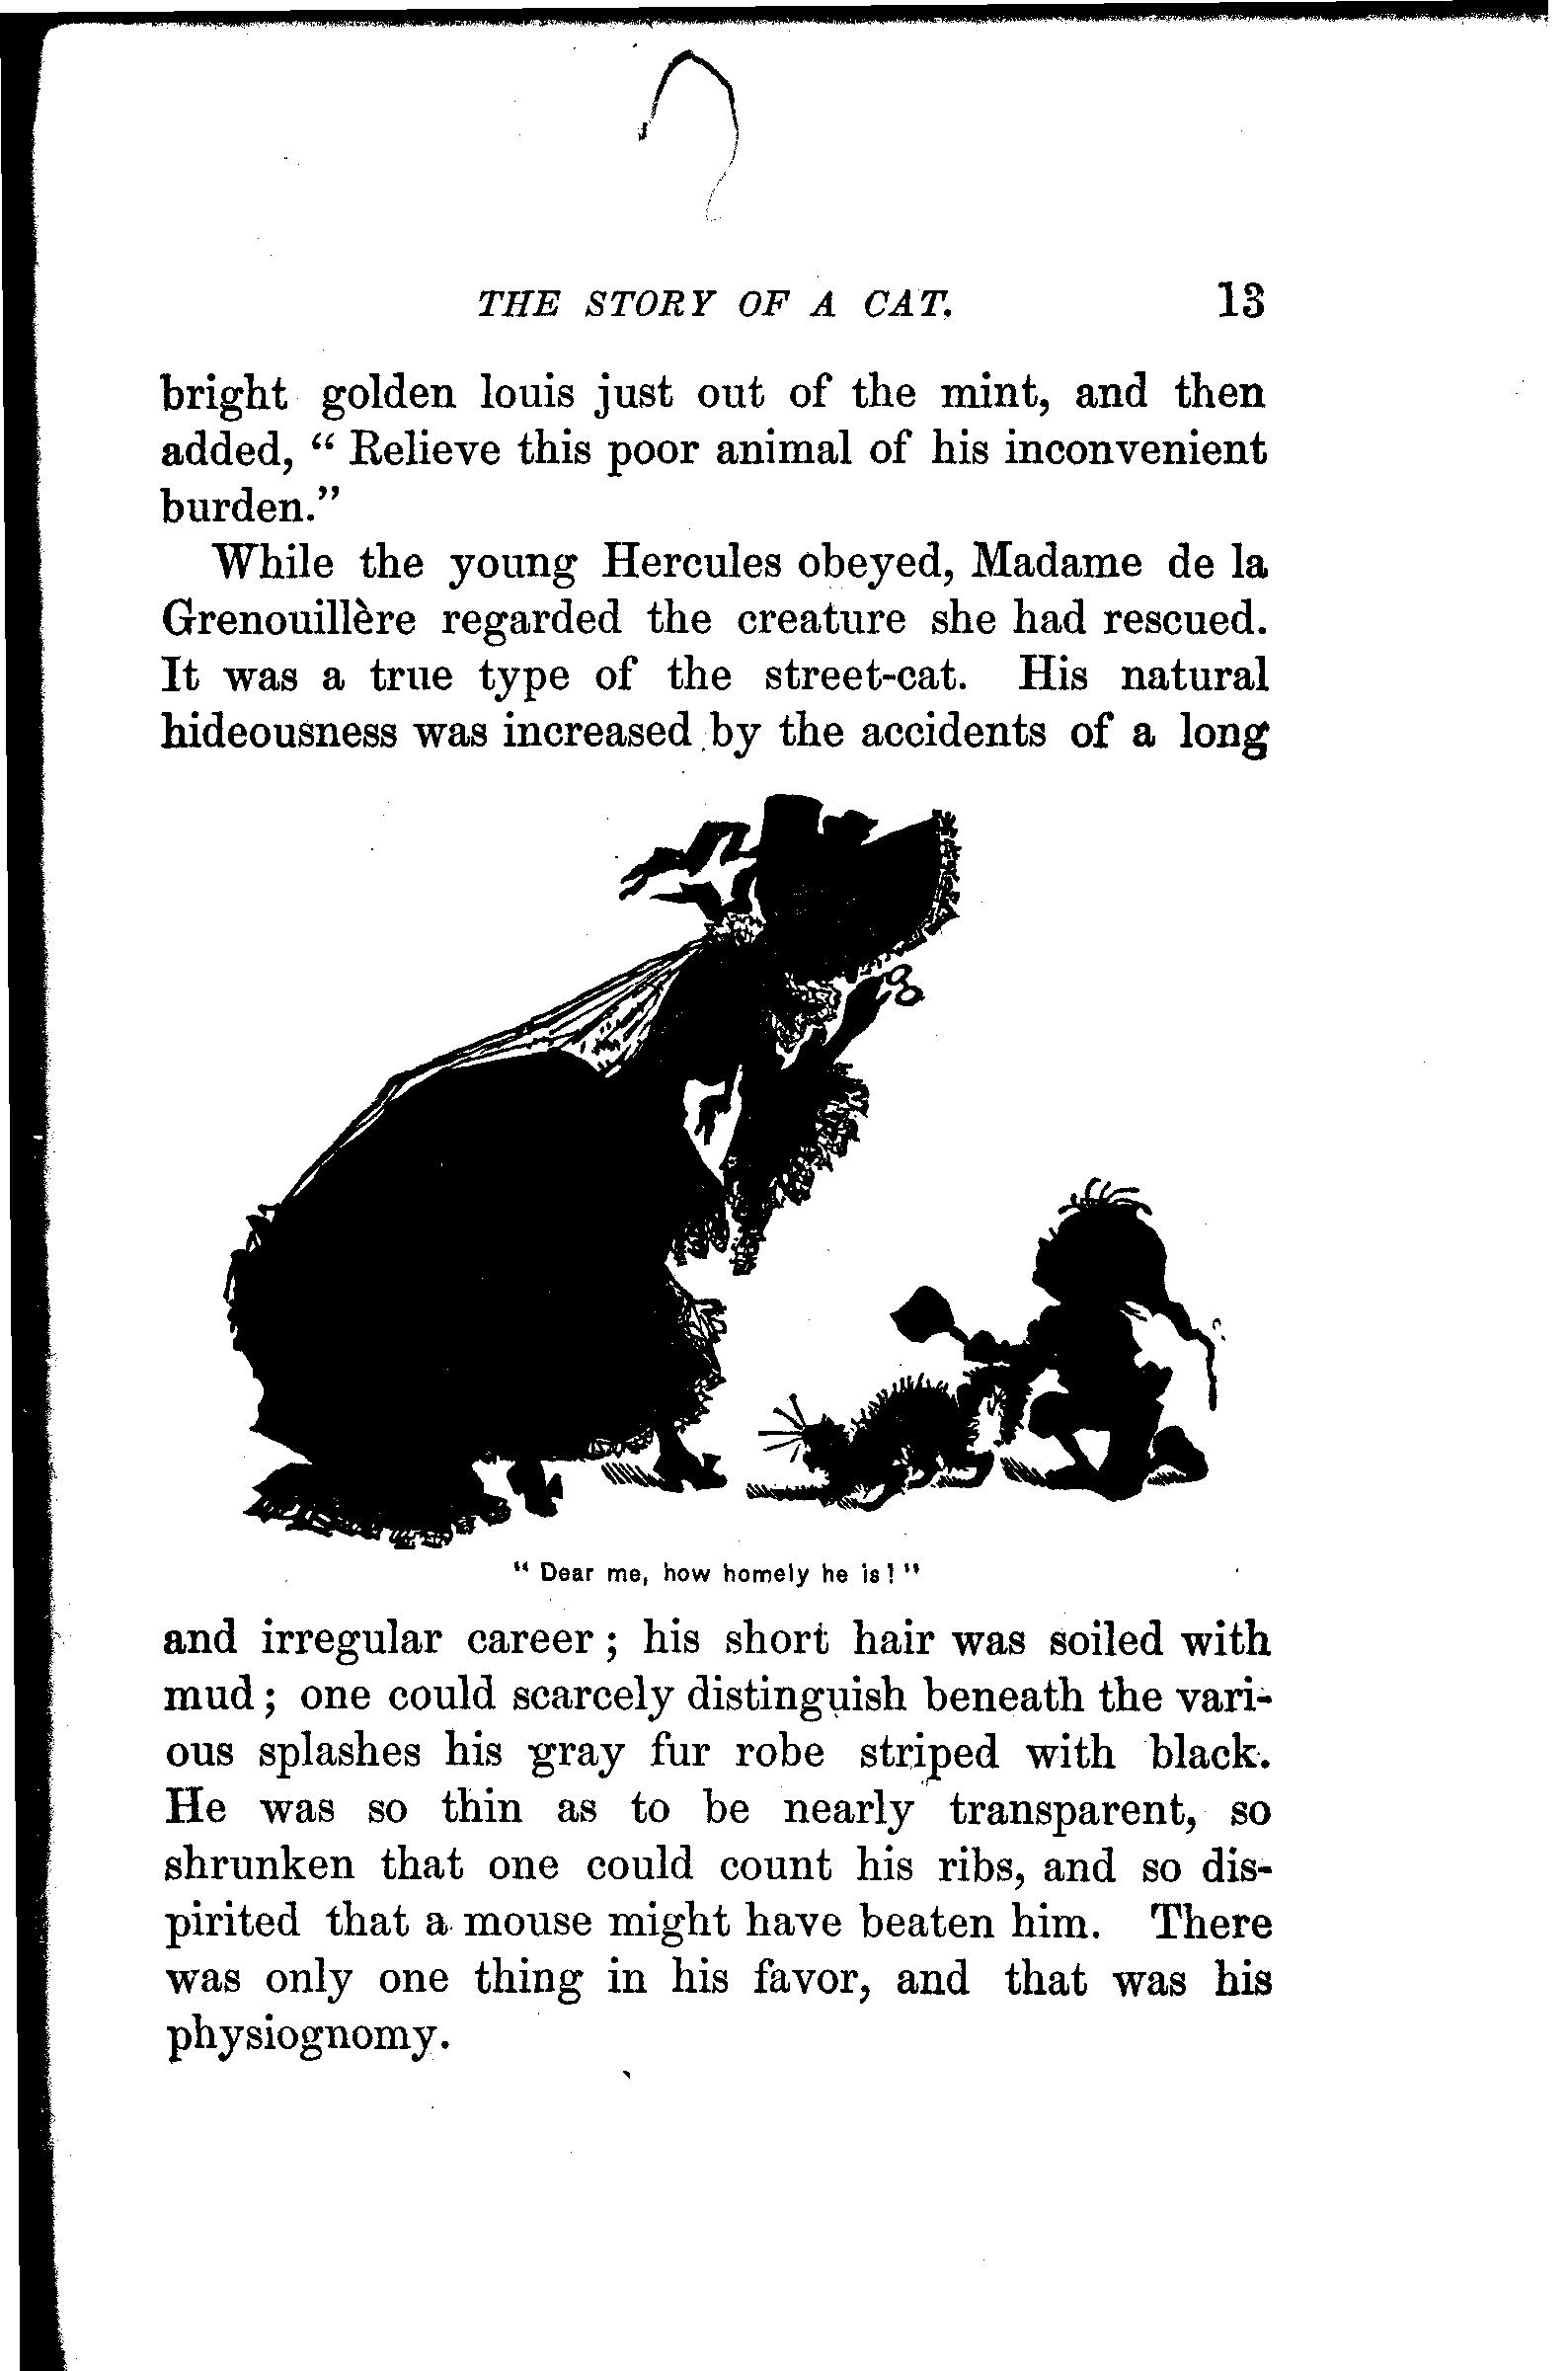 THE STORY OF A CAT. 13
bright golden louis just out of the mint, and then
added, “ Relieve this poor animal of his inconvenient
burden.”
While the young Hercules obeyed, Madame de la
Grenouillère regarded the creature she had rescued.
It was a true type of the street-cat. His natural
hideousness was increased by the accidents of a long
“ Dear me, how homely he is! ”
and irregular career ; his short hair was soiled with
mud ; one could scarcely distinguish beneath the vari-
ous splashes his gray fur robe striped with black.
He was so thin as to be nearly transparent, so
shrunken that one could count his ribs, and so dis-
pirited that a mouse might have beaten him. There
was only one thing in his favor, and that was his
physiognomy.